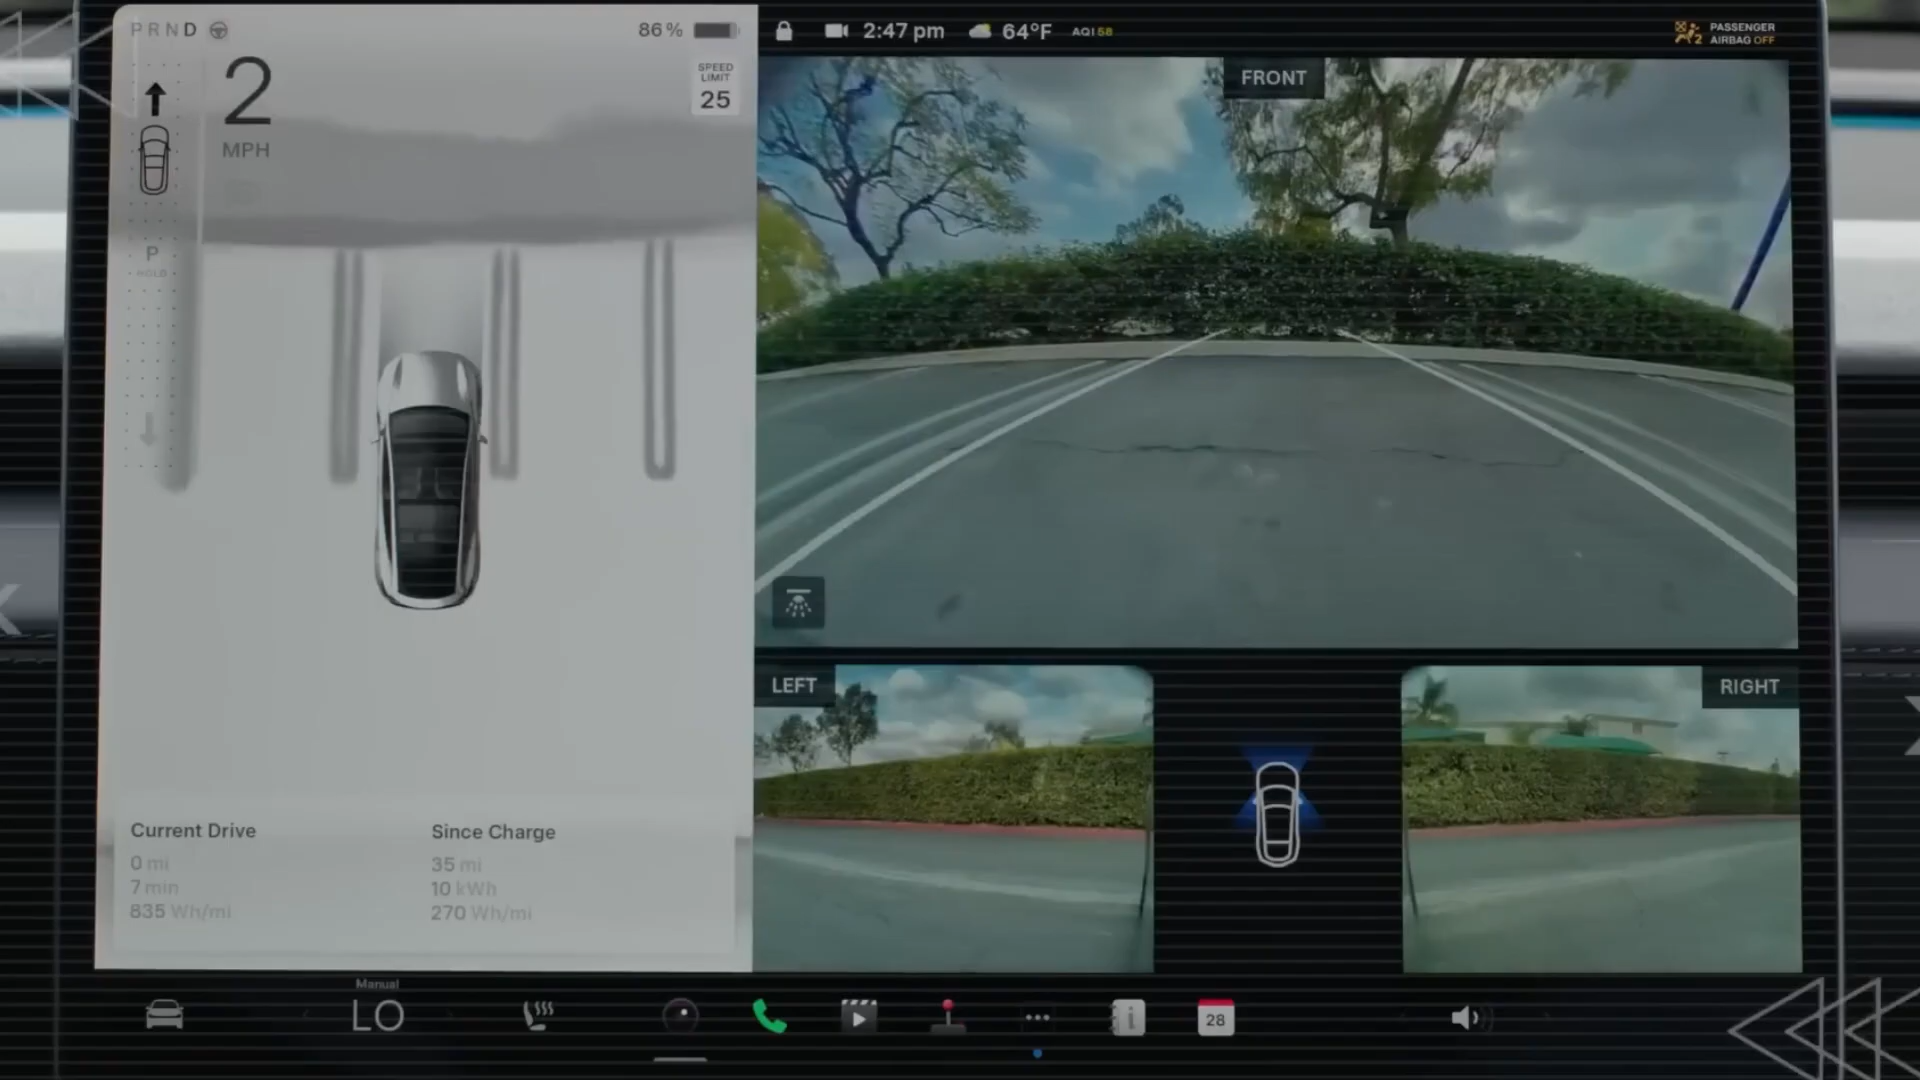 P R N D
86 %
2:47 pm
64°F
AQI 58
PASSENGER
AIRBAG OFF
2
2
MPH
SPEED
LIMIT
25
P
HOLD
FRONT
LEFT
RIGHT
Current Drive
0 mi
7 min
835 Wh/mi
Since Charge
35 mi
10 kWh
270 Wh/mi
Manual
LO
28